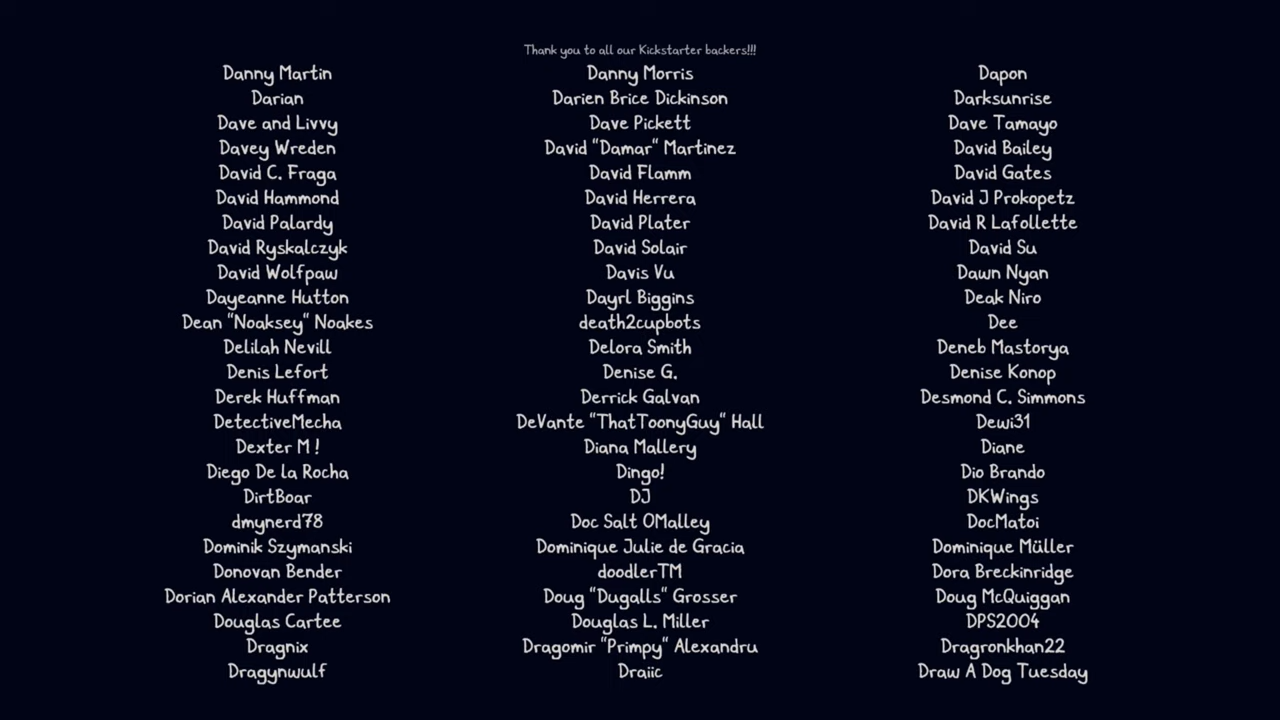 Thank you to all our Kickstarter backers!!!
Danny Martin Danny Morris Dapon
Darian Darien Brice Dickinson Darksunrise
Dave and Livvy Dave Pickett Dave Tamayo
Davey Wreden David "Damar" Martinez David Bailey
David C. Fraga David Flamm David Gates
David Hammond David Herrera David J Prokopetz
David Palardy David Plater David R Lafollette
David Ryskalczyk David Solair David Su
David Wolfpaw Davis Vu Dawn Nyan
Dayeanne Hutton Dayrl Biggins Deak Niro
Dean "Noaksey" Noakes death2cupbots Dee
Delilah Nevill Delora Smith Deneb Mastorya
Denis Lefort Denise G. Denise Konop
Derek Huffman Derrick Galvan Desmond C. Simmons
DetectiveMecha DeVante "ThatToonyGuy" Hall Dewi31
Dexter M ! Diana Mallery Diane
Diego De la Rocha Dingo! Dio Brando
DirtBoar DJ DKWings
dmynerd78 Doc Salt OMalley DocMatoi
Dominik Szymanski Dominique Julie de Gracia Dominique Müller
Donovan Bender doodlerTM Dora Breckinridge
Dorian Alexander Patterson Doug "Dugalls" Grosser Doug McQuiggan
Douglas Cartee Douglas L. Miller DPS2004
Dragnix Dragomir "Primpy" Alexandru Dragronkhan22
Dragynwulf Draiic Draw A Dog Tuesday